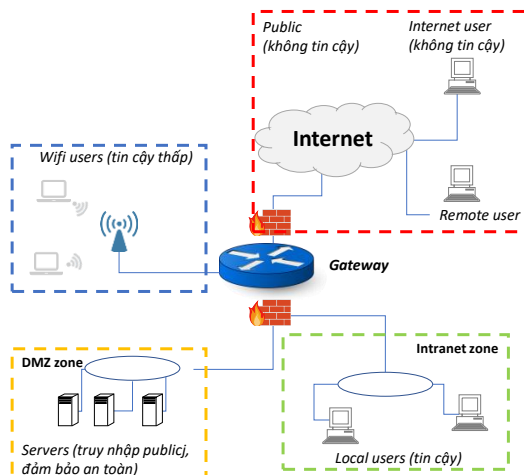 Public
(không tin cậy)
Internet user
(không tin cậy)
Internet
Wifi users (tin cậy thấp)
Remote user
Gateway
DMZ zone
Intranet zone
Servers (truy nhập publicj,
đảm bảo an toàn)
Local users (tin cậy)